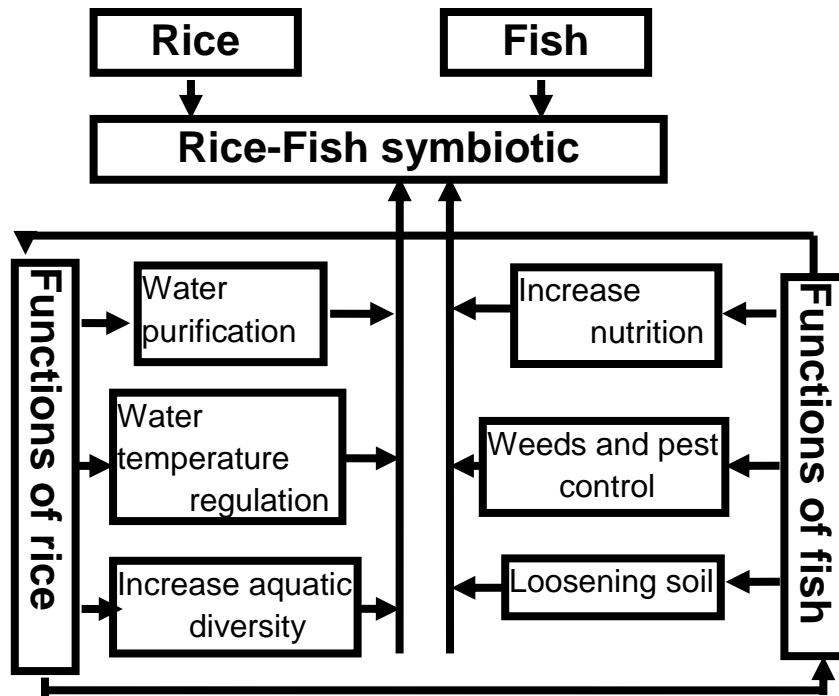 Rice
Fish
Rice-Fish symbiotic
Functions of rice
Water
purification
Water
temperature
regulation
Increase aquatic
diversity
Increase
nutrition
Weeds and pest
control
Loosening soil
Functions of fish